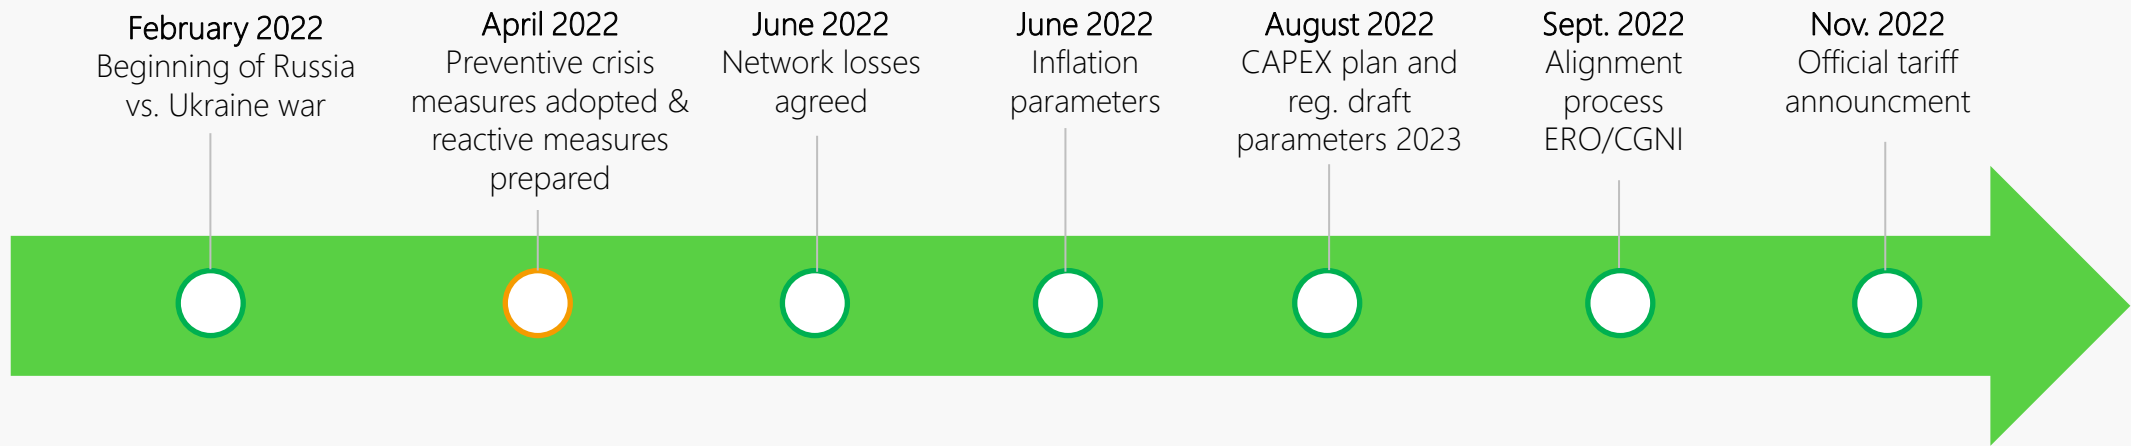 February 2022
Beginning of Russia
vs. Ukraine war
April 2022
Preventive crisis
measures adopted &
reactive measures
prepared
June 2022
Network losses
agreed
June 2022
Inflation
parameters
August 2022
CAPEX plan and
reg. draft
parameters 2023
Sept. 2022
Alignment
process
ERO/CGNI
Nov. 2022
Official tariff
announcment